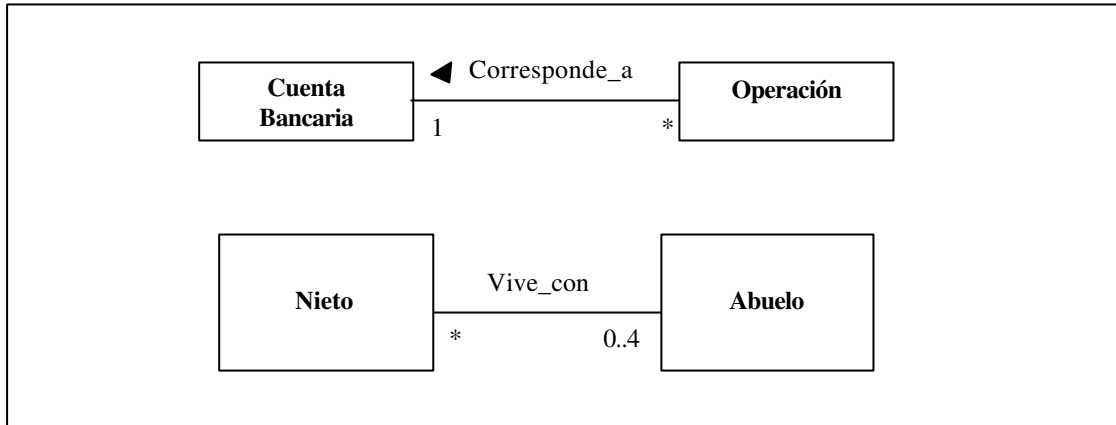 Corresponde_a
Cuenta
Bancaria
Operación
1
*
Vive_con
Nieto
Abuelo
*
0..4